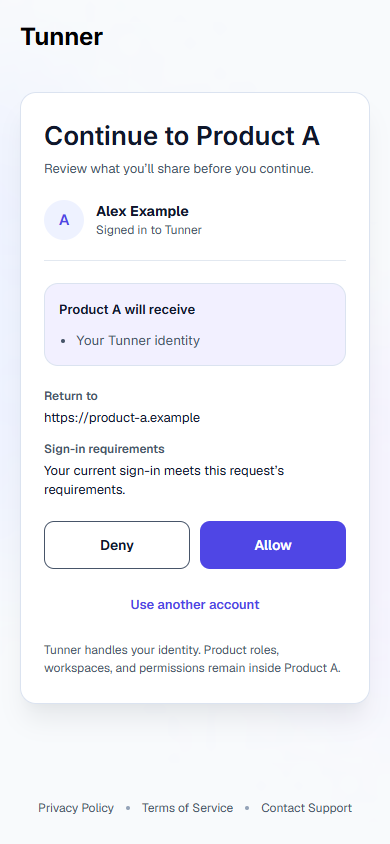 Tunner
Continue to Product A
Review what you’ll share before you continue.
A
Alex Example
Signed in to Tunner
Product A will receive
• Your Tunner identity
Return to
https://product-a.example
Sign-in requirements
Your current sign-in meets this request’s
requirements.
Deny
Allow
Use another account
Tunner handles your identity. Product roles,
workspaces, and permissions remain inside Product A.
Privacy Policy • Terms of Service • Contact Support